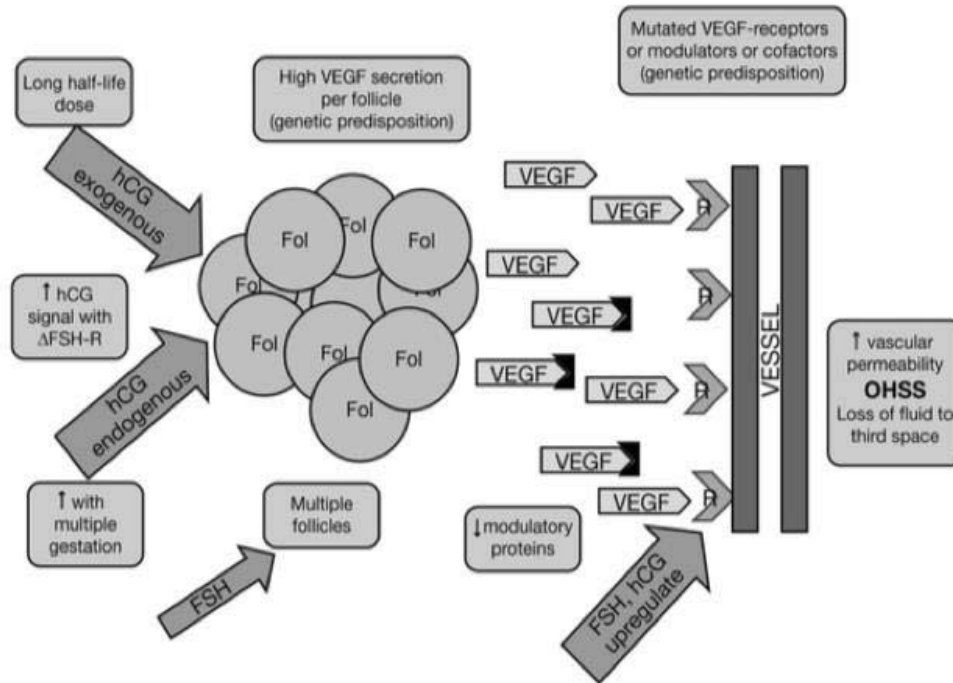 Long half-life
dose
High VEGF secretion
per follicle
(genetic predisposition)
Mutated VEGF-receptors
or modulators or cofactors
(genetic predisposition)
hCG
exogenous
↑ hCG
signal with
ΔFSH-R
hCG
endogenous
↑ with
multiple
gestation
FSH
Multiple
follicles
Fol
Fol
Fol
Fol
Fol
Fol
Fol
Fol
VEGF
VEGF
VEGF
VEGF
VEGF
VEGF
VEGF
VEGF
R
R
R
R
↓modulatory
proteins
FSH, hCG
upregulate
VESSEL
↑ vascular
permeability
OHSS
Loss of fluid to
third space